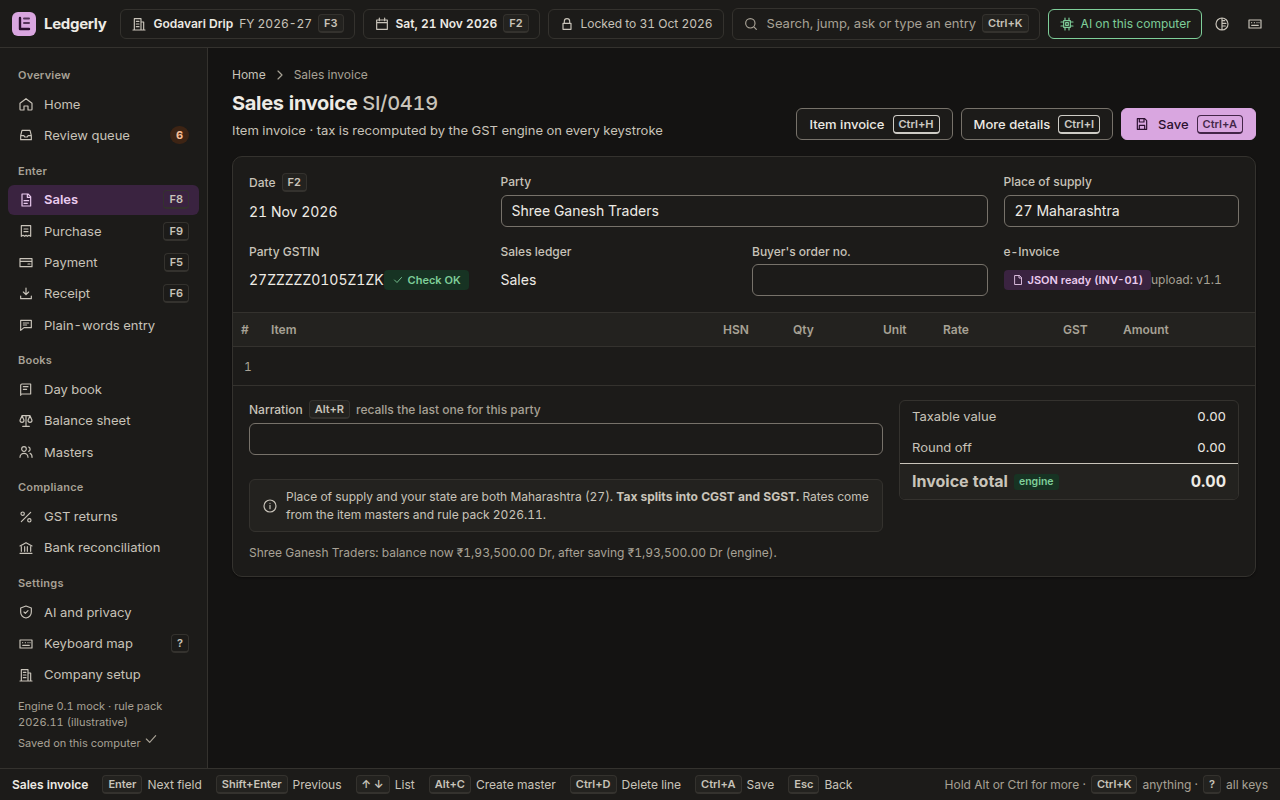 Ledgerly
Godavari Drip FY 2026-27 F3
Sat, 21 Nov 2026 F2
Locked to 31 Oct 2026
Search, jump, ask or type an entry Ctrl+K
AI on this computer
Overview
Home
Review queue 6
Enter
Sales F8
Purchase F9
Payment F5
Receipt F6
Plain-words entry
Books
Day book
Balance sheet
Masters
Compliance
GST returns
Bank reconciliation
Settings
AI and privacy
Keyboard map ?
Company setup
Engine 0.1 mock · rule pack
2026.11 (illustrative)
Saved on this computer
Home Sales invoice
Sales invoice SI/0419
Item invoice · tax is recomputed by the GST engine on every keystroke
Item invoice Ctrl+H
More details Ctrl+I
Save Ctrl+A
Date F2
21 Nov 2026
Party
Shree Ganesh Traders
Place of supply
27 Maharashtra
Party GSTIN
27ZZZZZ0105Z1ZK Check OK
Sales ledger
Sales
Buyer's order no.
e-Invoice
JSON ready (INV-01) upload: v1.1
# Item HSN Qty Unit Rate GST Amount
1
Narration Alt+R recalls the last one for this party
Place of supply and your state are both Maharashtra (27). Tax splits into CGST and SGST. Rates come
from the item masters and rule pack 2026.11.
Shree Ganesh Traders: balance now ₹1,93,500.00 Dr, after saving ₹1,93,500.00 Dr (engine).
Taxable value 0.00
Round off 0.00
Invoice total engine 0.00
Sales invoice Enter Next field Shift+Enter Previous ↑↓ List Alt+C Create master Ctrl+D Delete line Ctrl+A Save Esc Back Hold Alt or Ctrl for more · Ctrl+K anything · ? all keys